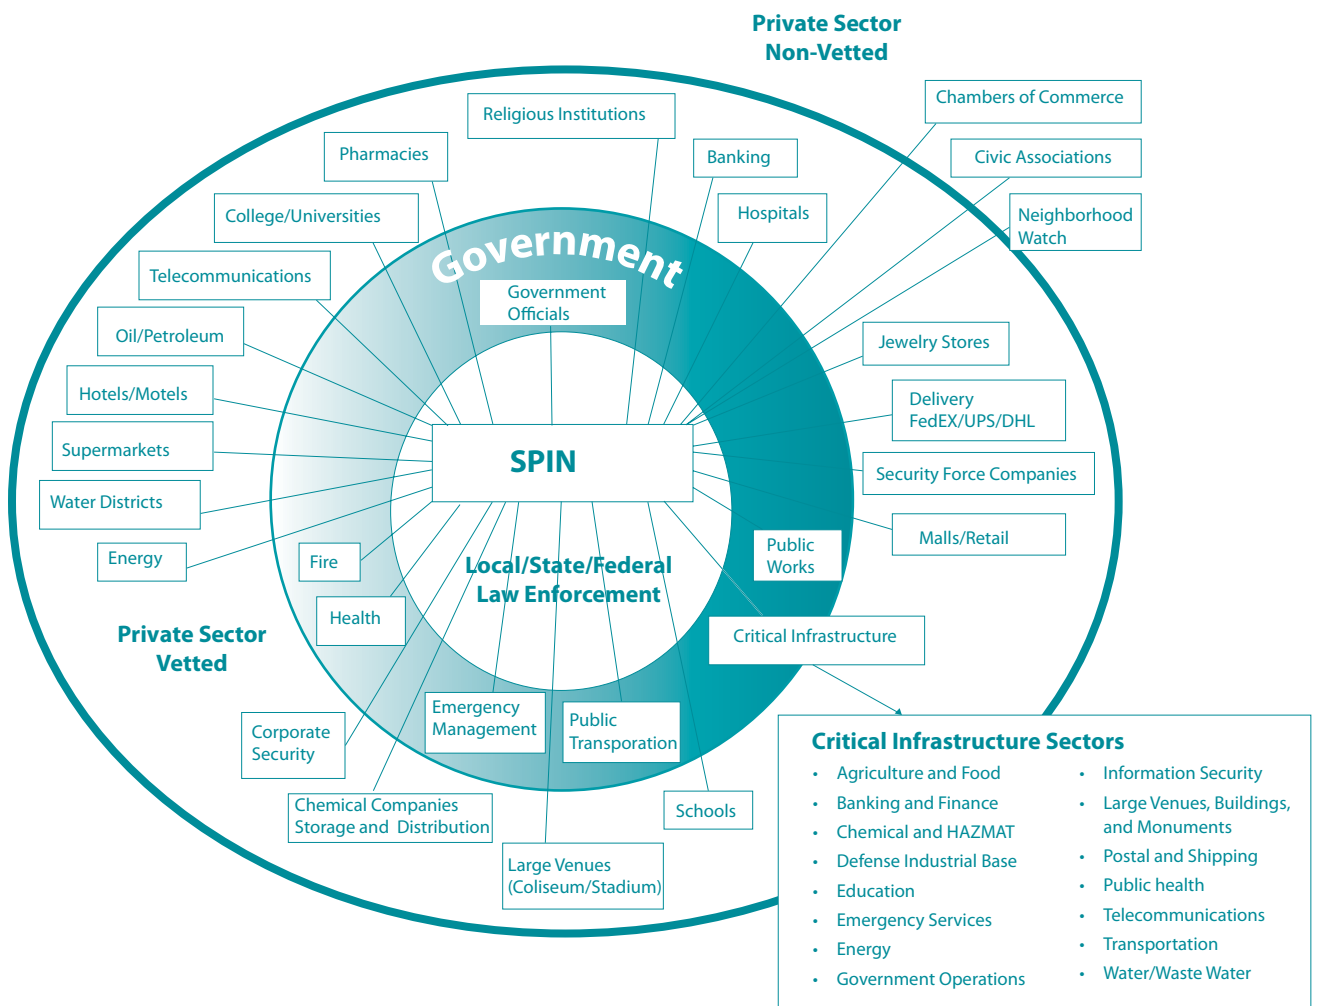 Private Sector
Non-Vetted
Chambers of Commerce
Religious Institutions
Pharmacies
Banking
Civic Associations
College/Universities
Hospitals
Neighborhood
Watch
Government
Telecommunications
Government
Officials
Oil/Petroleum
Jewelry Stores
Hotels/Motels
Delivery
FedEX/UPS/DHL
Supermarkets
SPIN
Security Force Companies
Water Districts
Malls/Retail
Energy
Fire
Local/State/Federal
Law Enforcement
Public
Works
Health
Private Sector
Vetted
Critical Infrastructure
Emergency
Management
Public
Transporation
Corporate
Security
Chemical Companies
Storage and Distribution
Schools
Large Venues
(Coliseum/Stadium)
Critical Infrastructure Sectors
• Agriculture and Food
• Banking and Finance
• Chemical and HAZMAT
• Defense Industrial Base
• Education
• Emergency Services
• Energy
• Government Operations
• Information Security
• Large Venues, Buildings,
and Monuments
• Postal and Shipping
• Public health
• Telecommunications
• Transportation
• Water/Waste Water